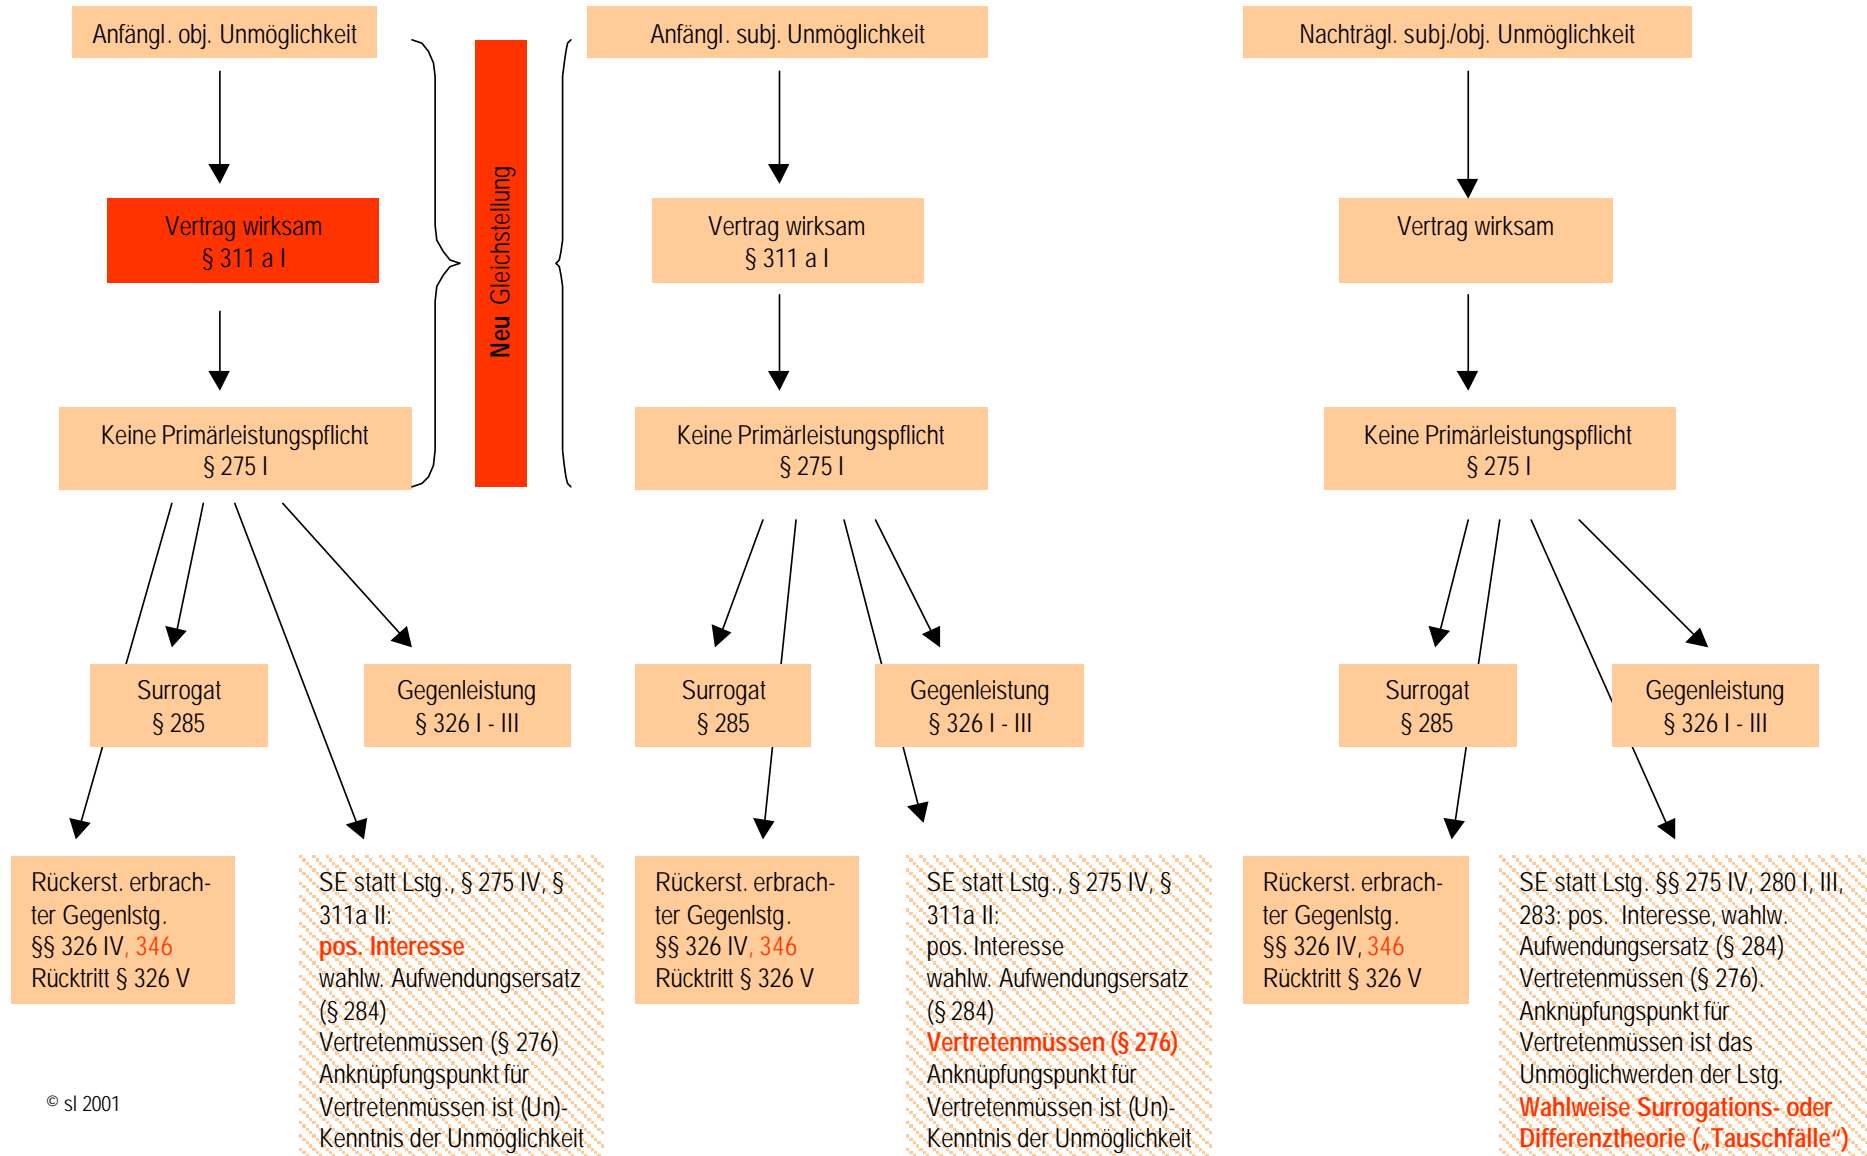 Anfängl. obj. Unmöglichkeit
Vertrag wirksam
§ 311 a I
Keine Primärleistungspflicht
§ 275 I
Surrogat
§ 285
Gegenleistung
§ 326 I - III
Rückerst. erbrach-
ter Gegenlstg.
§§ 326 IV, 346
Rücktritt § 326 V
SE statt Lstg., § 275 IV, §
311a II:
pos. Interesse
wahlw. Aufwendungsersatz
(§ 284)
Vertretenmüssen (§ 276)
Anknüpfungspunkt für
Vertretenmüssen ist (Un)-
Kenntnis der Unmöglichkeit
Neu Gleichstellung
Anfängl. subj. Unmöglichkeit
Vertrag wirksam
§ 311 a I
Keine Primärleistungspflicht
§ 275 I
Surrogat
§ 285
Gegenleistung
§ 326 I - III
Rückerst. erbrach-
ter Gegenlstg.
§§ 326 IV, 346
Rücktritt § 326 V
SE statt Lstg., § 275 IV, §
311a II:
pos. Interesse
wahlw. Aufwendungsersatz
(§ 284)
Vertretenmüssen (§ 276)
Anknüpfungspunkt für
Vertretenmüssen ist (Un)-
Kenntnis der Unmöglichkeit
Nachträgl. subj./obj. Unmöglichkeit
Vertrag wirksam
Keine Primärleistungspflicht
§ 275 I
Surrogat
§ 285
Gegenleistung
§ 326 I - III
Rückerst. erbrach-
ter Gegenlstg.
§§ 326 IV, 346
Rücktritt § 326 V
SE statt Lstg. §§ 275 IV, 280 I, III,
283: pos. Interesse, wahlw.
Aufwendungsersatz (§ 284)
Vertretenmüssen (§ 276).
Anknüpfungspunkt für
Vertretenmüssen ist das
Unmöglichwerden der Lstg.
Wahlweise Surrogations- oder
Differenztheorie („Tauschfälle“)
© sl 2001